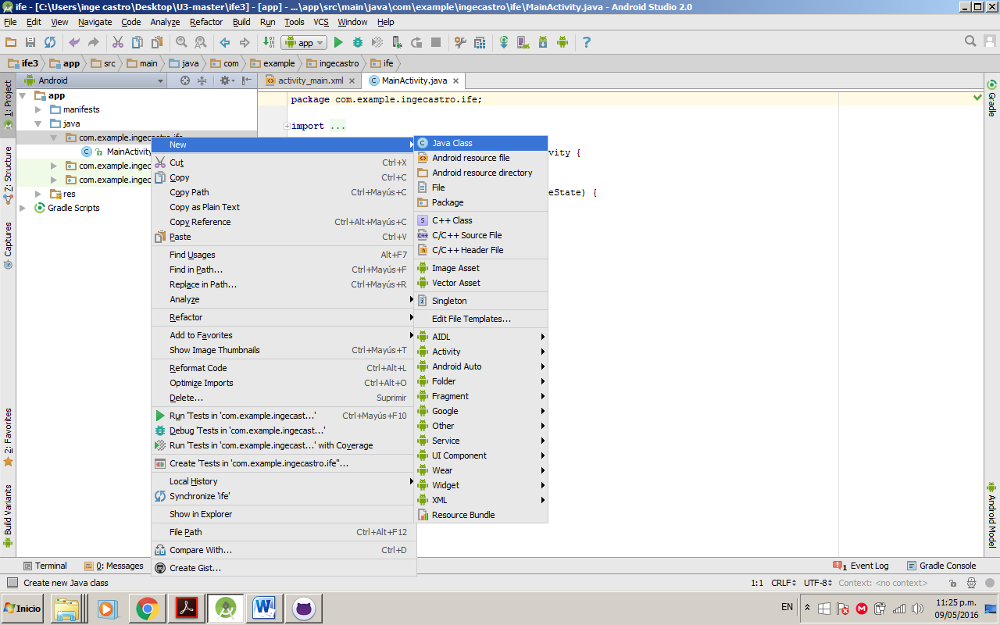 ife - [C:\Users\inge castro\Desktop\U3-master\ife3] - [app] - ...\app\src\main\java\com\example\ingecastro\ife\MainActivity.java - Android Studio 2.0
File Edit View Navigate Code Analyze Refactor Build Run Tools VCS Window Help
app
ife3 app src main java com example ingecastro ife
Android
activity_main.xml
MainActivity.java
1: Project
Z: Structure
Captures
2: Favorites
Build Variants
app
manifests
java
com.example.ingecastro.ife
MainActivity
com.example.ingec
com.example.ingec
res
Gradle Scripts
package com.example.ingecastro.ife;
import ...
vity {
eState) {
New
Cut Ctrl+X
Copy Ctrl+C
Copy Path Ctrl+Mayús+C
Copy as Plain Text
Copy Reference Ctrl+Alt+Mayús+C
Paste Ctrl+V
Find Usages Alt+F7
Find in Path... Ctrl+Mayús+F
Replace in Path... Ctrl+Mayús+R
Analyze
Refactor
Add to Favorites
Show Image Thumbnails Ctrl+Mayús+T
Reformat Code Ctrl+Alt+L
Optimize Imports Ctrl+Alt+O
Delete... Suprimir
Run 'Tests in 'com.example.ingecast...' Ctrl+Mayús+F10
Debug 'Tests in 'com.example.ingecast...'
Run 'Tests in 'com.example.ingecast...' with Coverage
Create 'Tests in 'com.example.ingecastro.ife''...
Local History
Synchronize 'ife'
Show in Explorer
File Path Ctrl+Alt+F12
Compare With... Ctrl+D
Create Gist...
Java Class
Android resource file
Android resource directory
File
Package
C++ Class
C/C++ Source File
C/C++ Header File
Image Asset
Vector Asset
Singleton
Edit File Templates...
AIDL
Activity
Android Auto
Folder
Fragment
Google
Other
Service
UI Component
Wear
Widget
XML
Resource Bundle
Gradle
Android Model
Terminal 0: Messages 1 Event Log Gradle Console
Create new Java class 1:1 CRLF UTF-8 Context: <no context>
Inicio EN 11:25 p.m.
09/05/2016